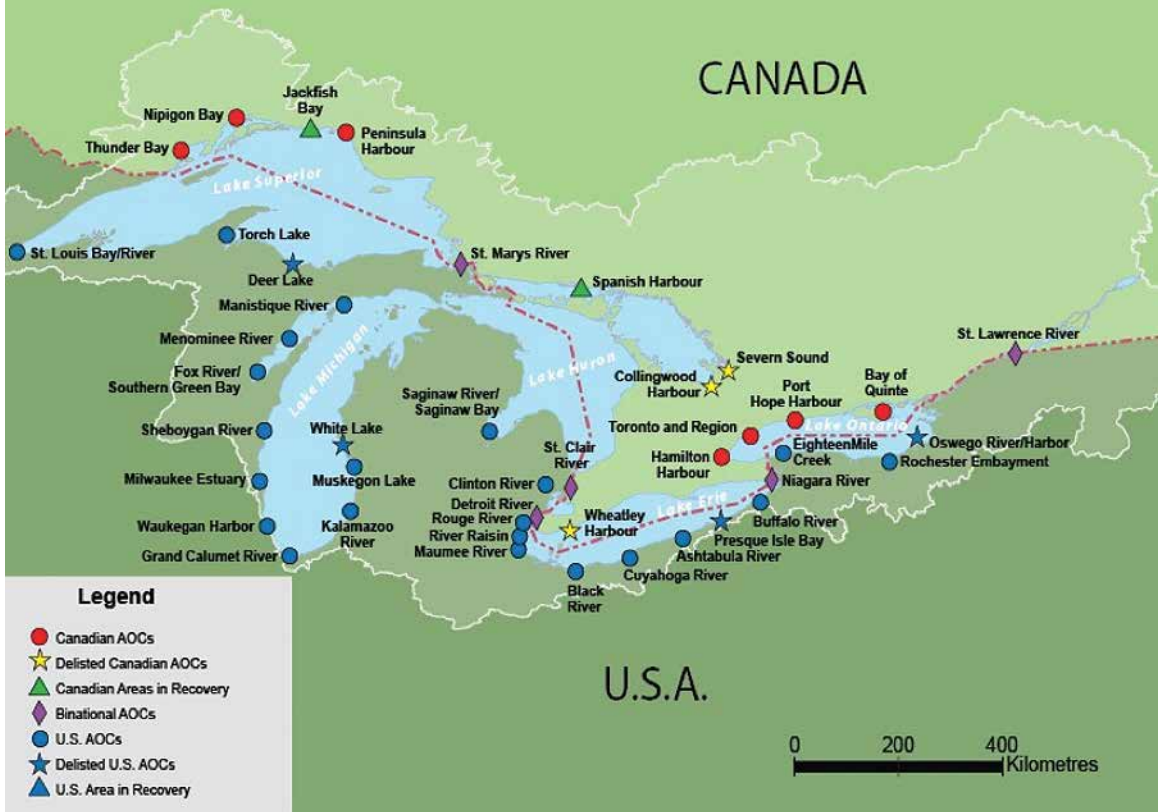 CANADA
Jackfish
Bay
Nipigon Bay
Peninsula
Harbour
Thunder Bay
Lake Superior
Torch Lake
St. Louis Bay/River
St. Marys River
Deer Lake
Spanish Harbour
Manistique River
Menominee River
St. Lawrence River
Fox River/
Southern Green Bay
Lake Michigan
Lake Huron
Severn Sound
Collingwood
Harbour
Bay of
Quinte
Port
Hope Harbour
Saginaw River/
Saginaw Bay
Sheboygan River
White Lake
Toronto and Region
Lake Ontario
Oswego River/Harbor
EighteenMile
Creek
Rochester Embayment
Hamilton
Harbour
St. Clair
River
Milwaukee Estuary
Muskegon Lake
Clinton River
Niagara River
Detroit River
Lake Erie
Rouge River
Wheatley
Harbour
Buffalo River
Waukegan Harbor
Kalamazoo
River
River Raisin
Presque Isle Bay
Maumee River
Ashtabula River
Grand Calumet River
Cuyahoga River
Black
River
Legend
Canadian AOCs
Delisted Canadian AOCs
Canadian Areas in Recovery
Binational AOCs
U.S. AOCs
Delisted U.S. AOCs
U.S. Area in Recovery
U.S.A.
0 200 400
Kilometres